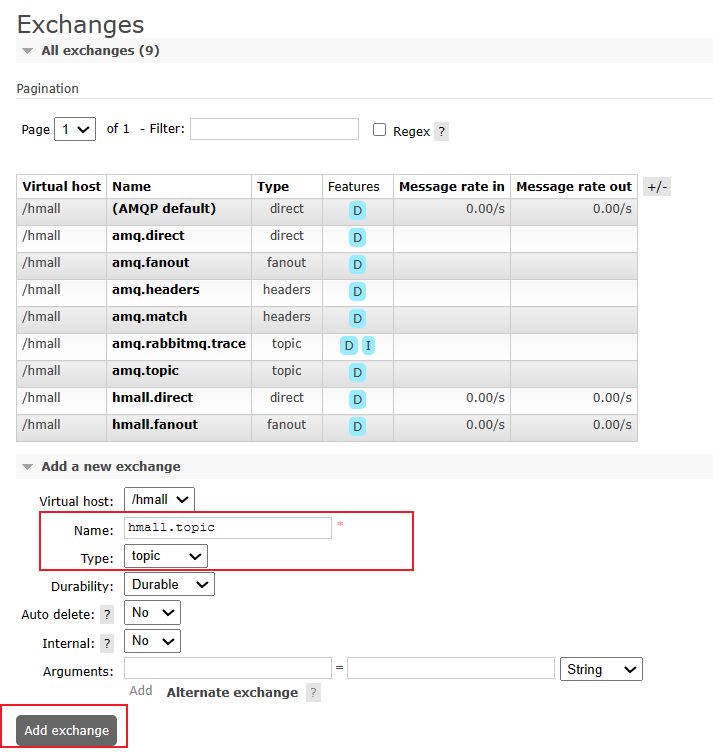 Exchanges
All exchanges (9)
Pagination
Page 1 of 1 - Filter: Regex ?
Virtual host Name Type Features Message rate in Message rate out +/-
/hmall (AMQP default) direct D 0.00/s 0.00/s
/hmall amq.direct direct D
/hmall amq.fanout fanout D
/hmall amq.headers headers D
/hmall amq.match headers D
/hmall amq.rabbitmq.trace topic D I
/hmall amq.topic topic D
/hmall hmall.direct direct D 0.00/s 0.00/s
/hmall hmall.fanout fanout D 0.00/s 0.00/s
Add a new exchange
Virtual host: /hmall
Name: hmall.topic *
Type: topic
Durability: Durable
Auto delete: ? No
Internal: ? No
Arguments: = String
Add Alternate exchange ?
Add exchange